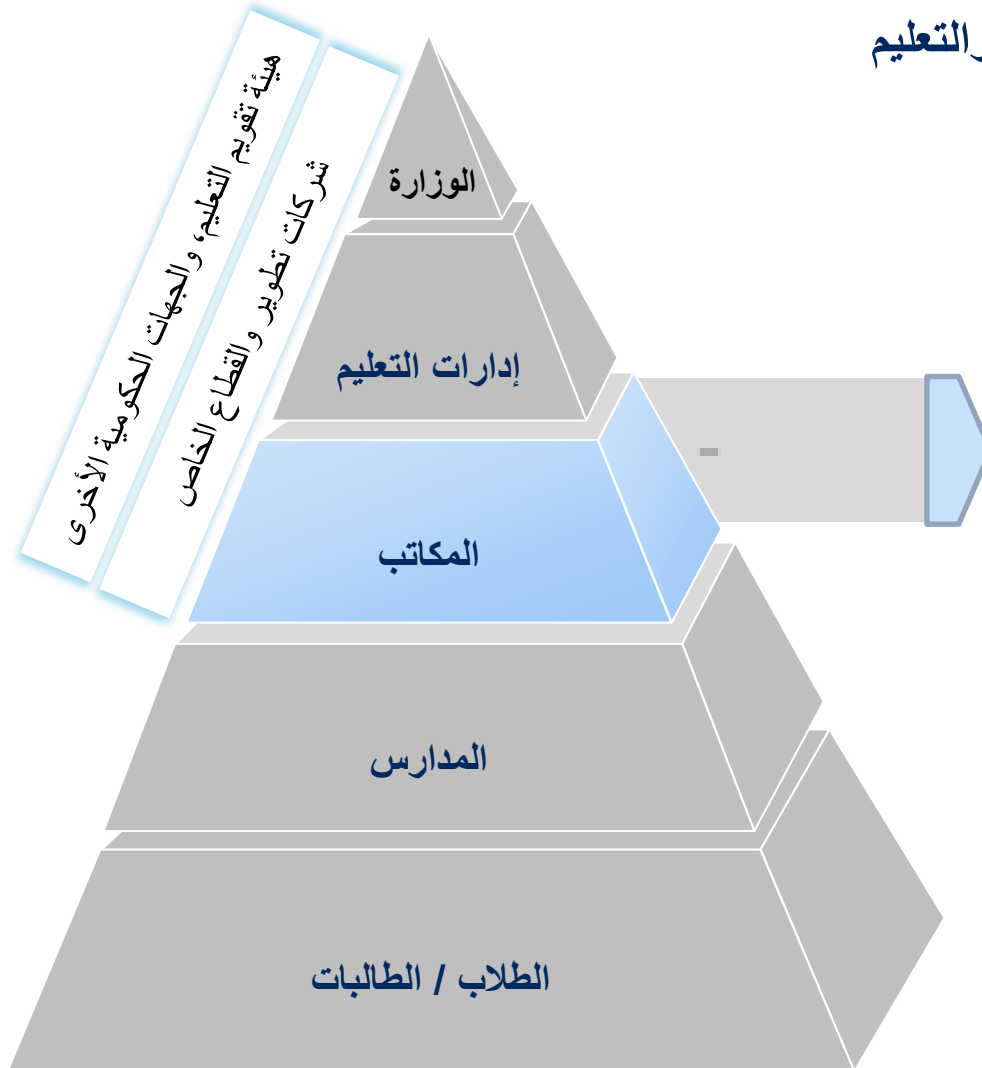 التعليم
هيئة تقويم التعليم، والجهات الحكومية الأخرى
شركات تطوير والقطاع الخاص
الوزارة
إدارات التعليم
المكاتب
المدارس
الطلاب / الطالبات